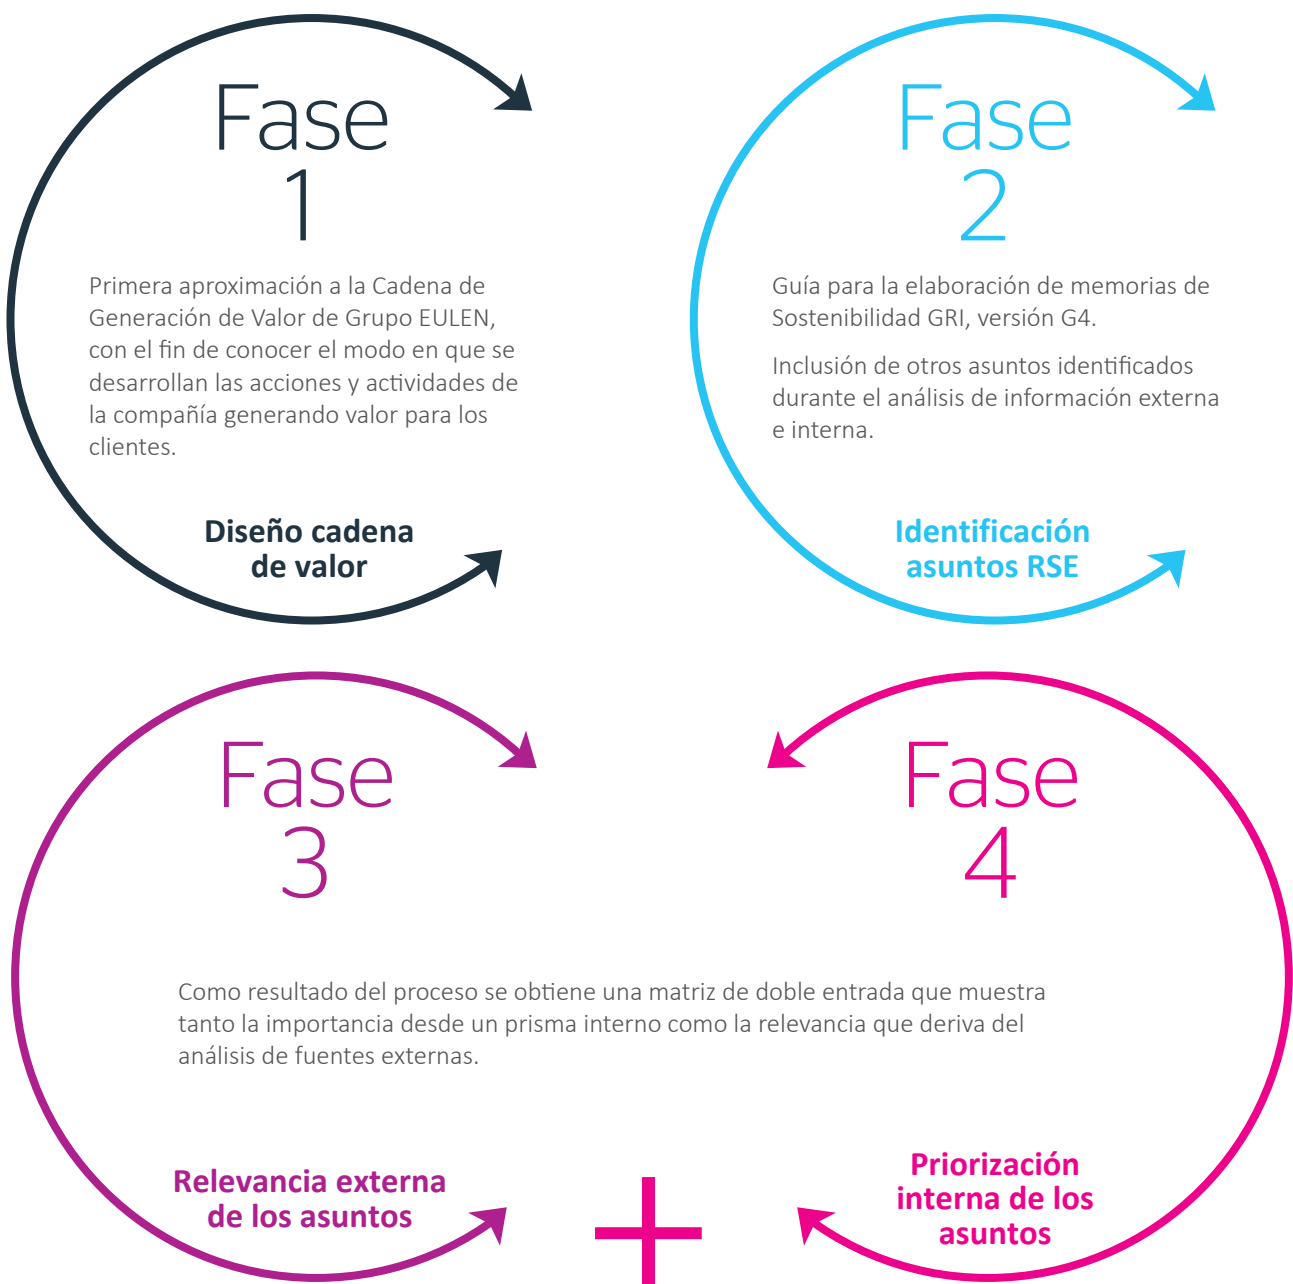 Fase
1
Primera aproximación a la Cadena de
Generación de Valor de Grupo EULEN,
con el fin de conocer el modo en que se
desarrollan las acciones y actividades de
la compañía generando valor para los
clientes.
Diseño cadena
de valor
Fase
2
Guía para la elaboración de memorias de
Sostenibilidad GRI, versión G4.
Inclusión de otros asuntos identificados
durante el análisis de información externa
e interna.
Identificación
asuntos RSE
Fase
3
Fase
4
Como resultado del proceso se obtiene una matriz de doble entrada que muestra
tanto la importancia desde un prisma interno como la relevancia que deriva del
análisis de fuentes externas.
Relevancia externa
de los asuntos
+
Priorización
interna de los
asuntos